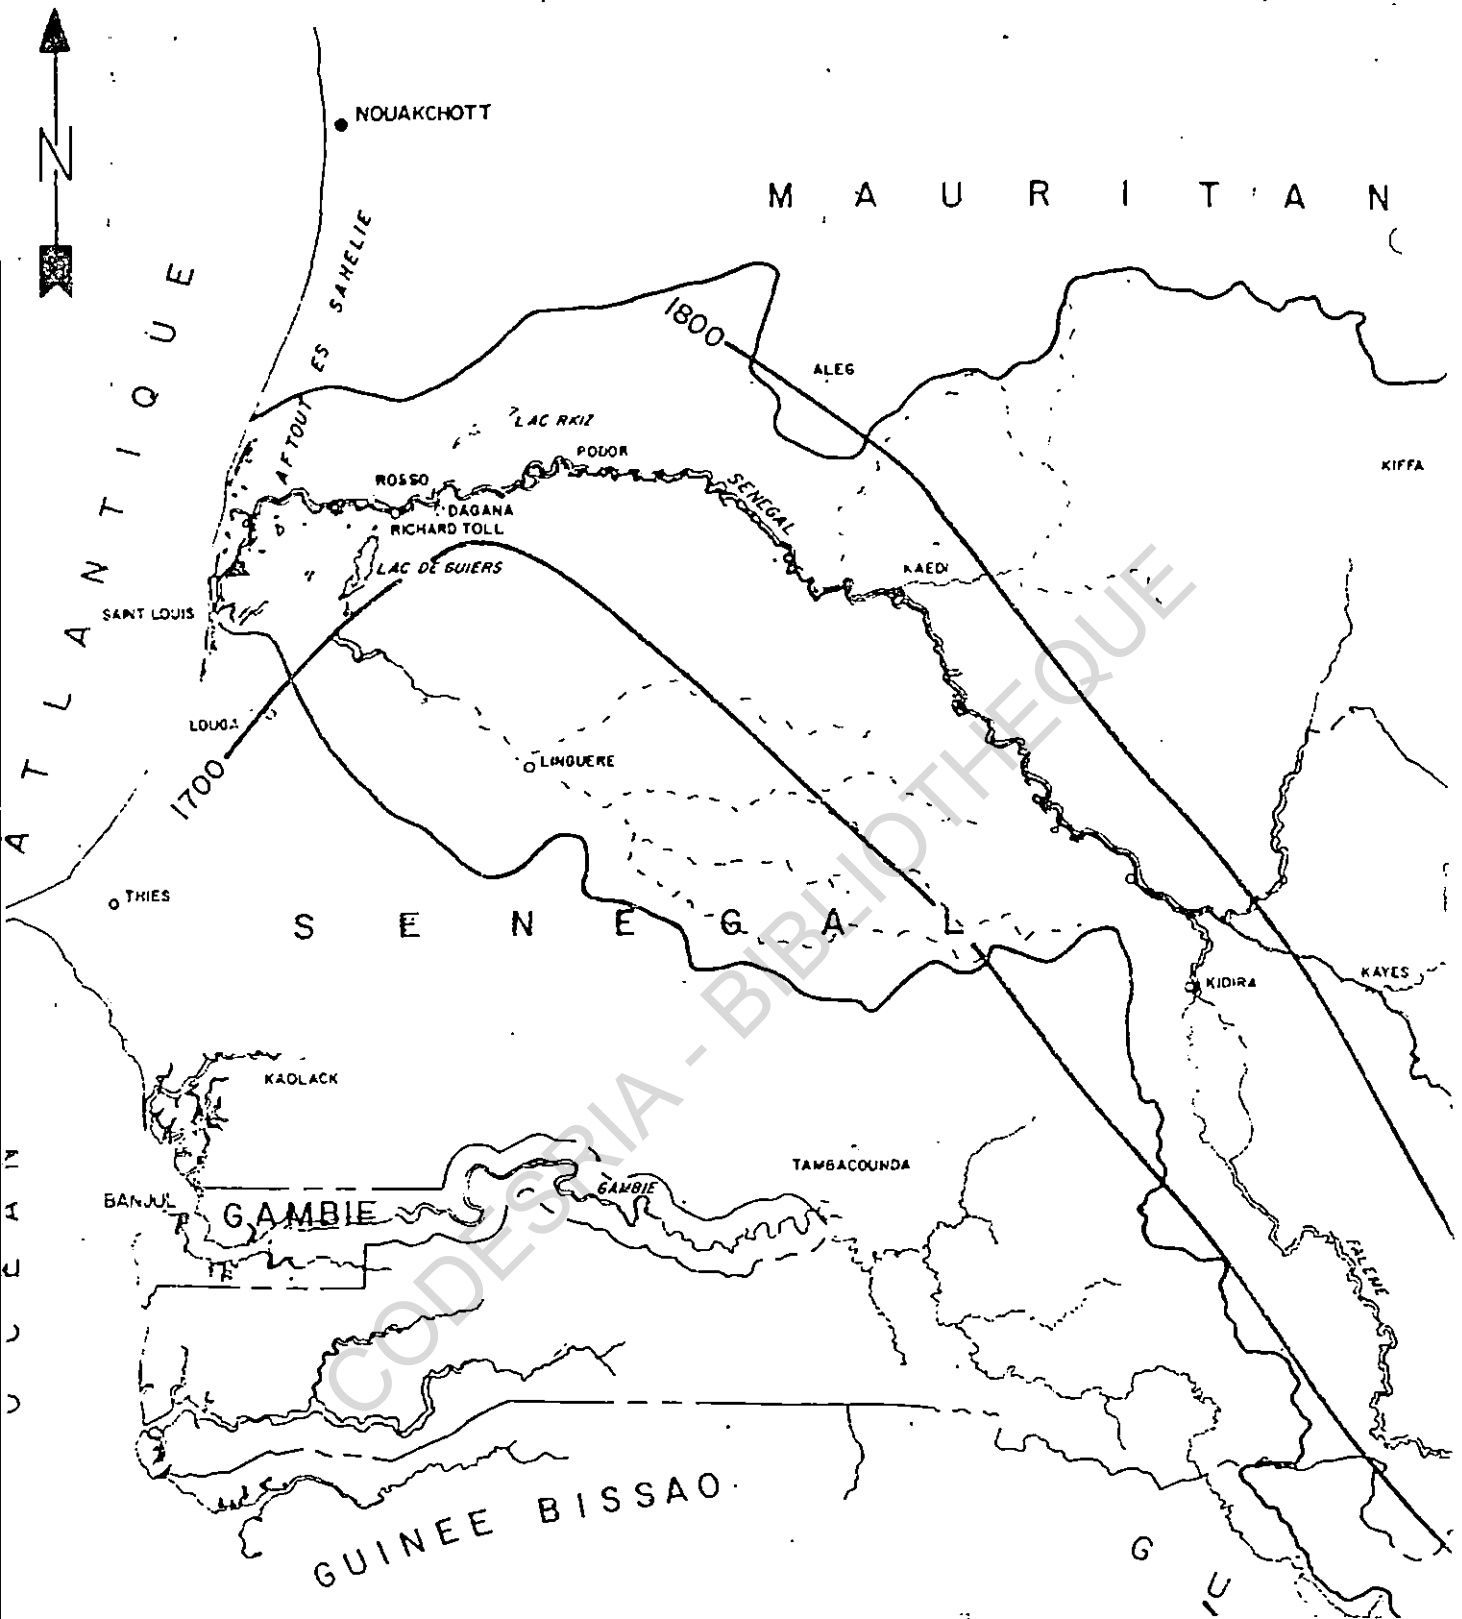 N
NOUAKCHOTT
MAURITAN
OCEAN ATLANTIQUE
AFTOUT ES SAHELIE
1800
ALEG
LAC RKIZ
PODOR
KIFFA
ROSSO
SENEGAL
DAGANA
RICHARD TOLL
LAC DE GUIERS
KAEDI
SAINT LOUIS
LOUGA
LINGUERE
1700
THIES
SENEGAL
KAYES
KIDIRA
KAOLACK
TAMBACOUNDA
BANJUL
GAMBIE
GAMBIE
FALEME
GUINEE BISSAO
GU
CODESRIA - BIBLIOTHEQUE